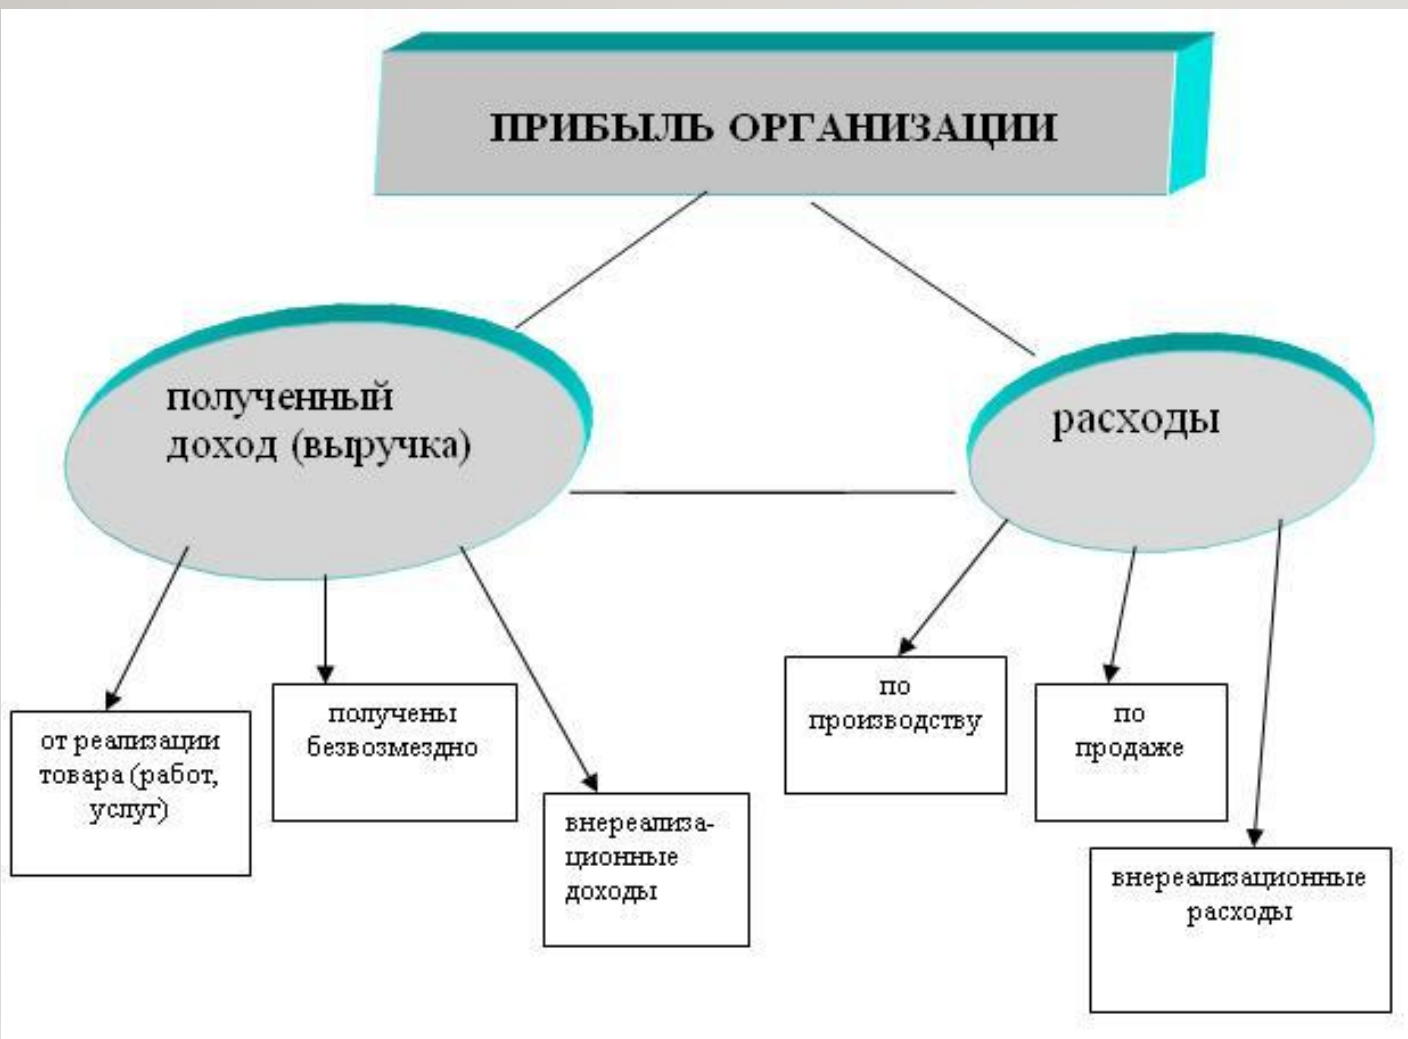 ПРИБЫЛЬ ОРГАНИЗАЦИИ
полученный
доход (выручка)
расходы
от реализации
товара (работ,
услуг)
получены
безвозмездно
внереализа-
ционные
доходы
по
производству
по
продаже
внереализационные
расходы